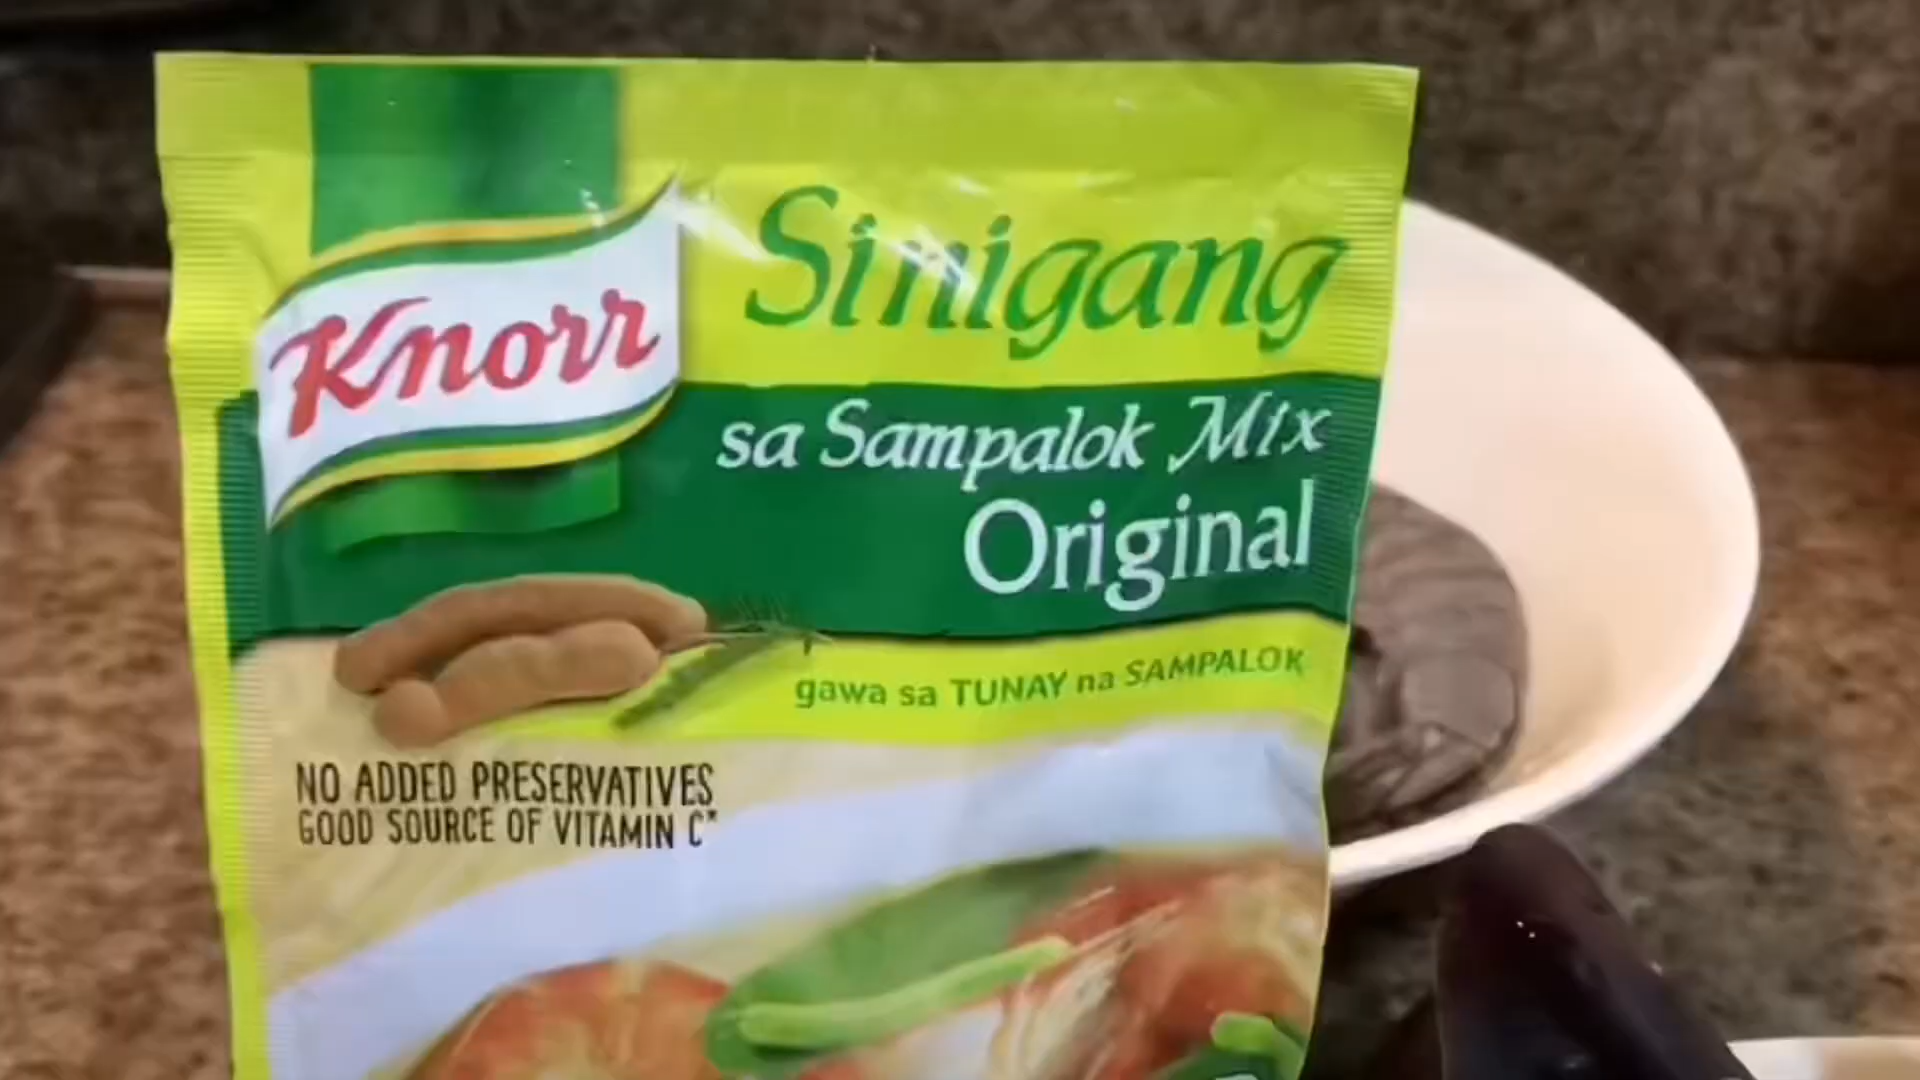 Knorr
Sinigang
sa Sampalok Mix
Original
gawa sa TUNAY na SAMPALOK
NO ADDED PRESERVATIVES
GOOD SOURCE OF VITAMIN C*